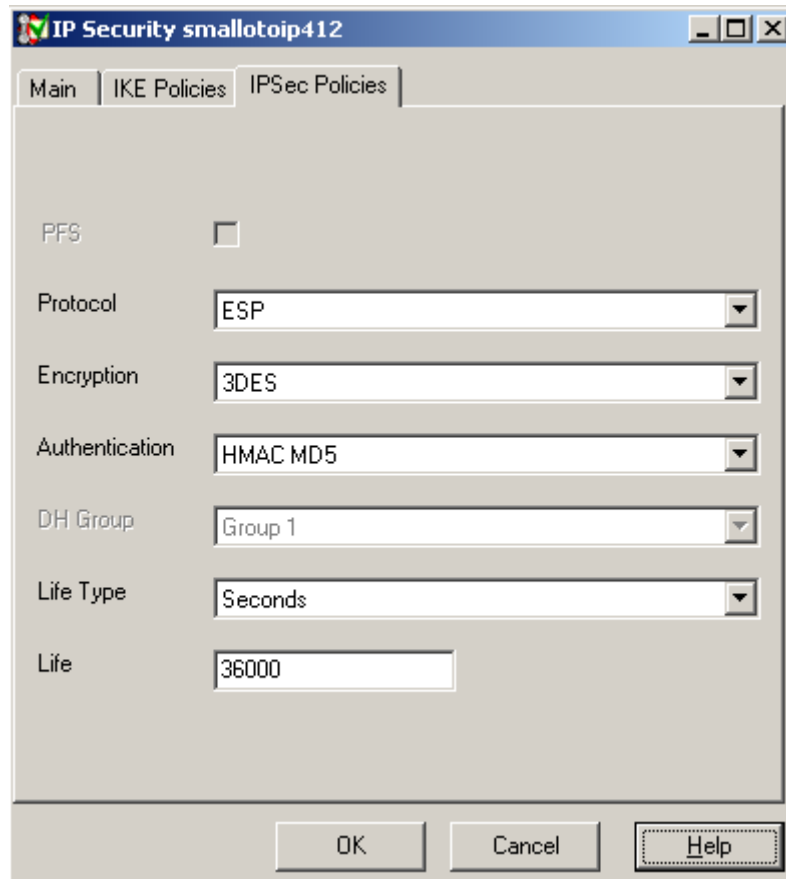 IP Security smallotoip412
Main IKE Policies IPSec Policies
PFS
Protocol ESP
Encryption 3DES
Authentication HMAC MD5
DH Group Group 1
Life Type Seconds
Life 36000
OK Cancel Help